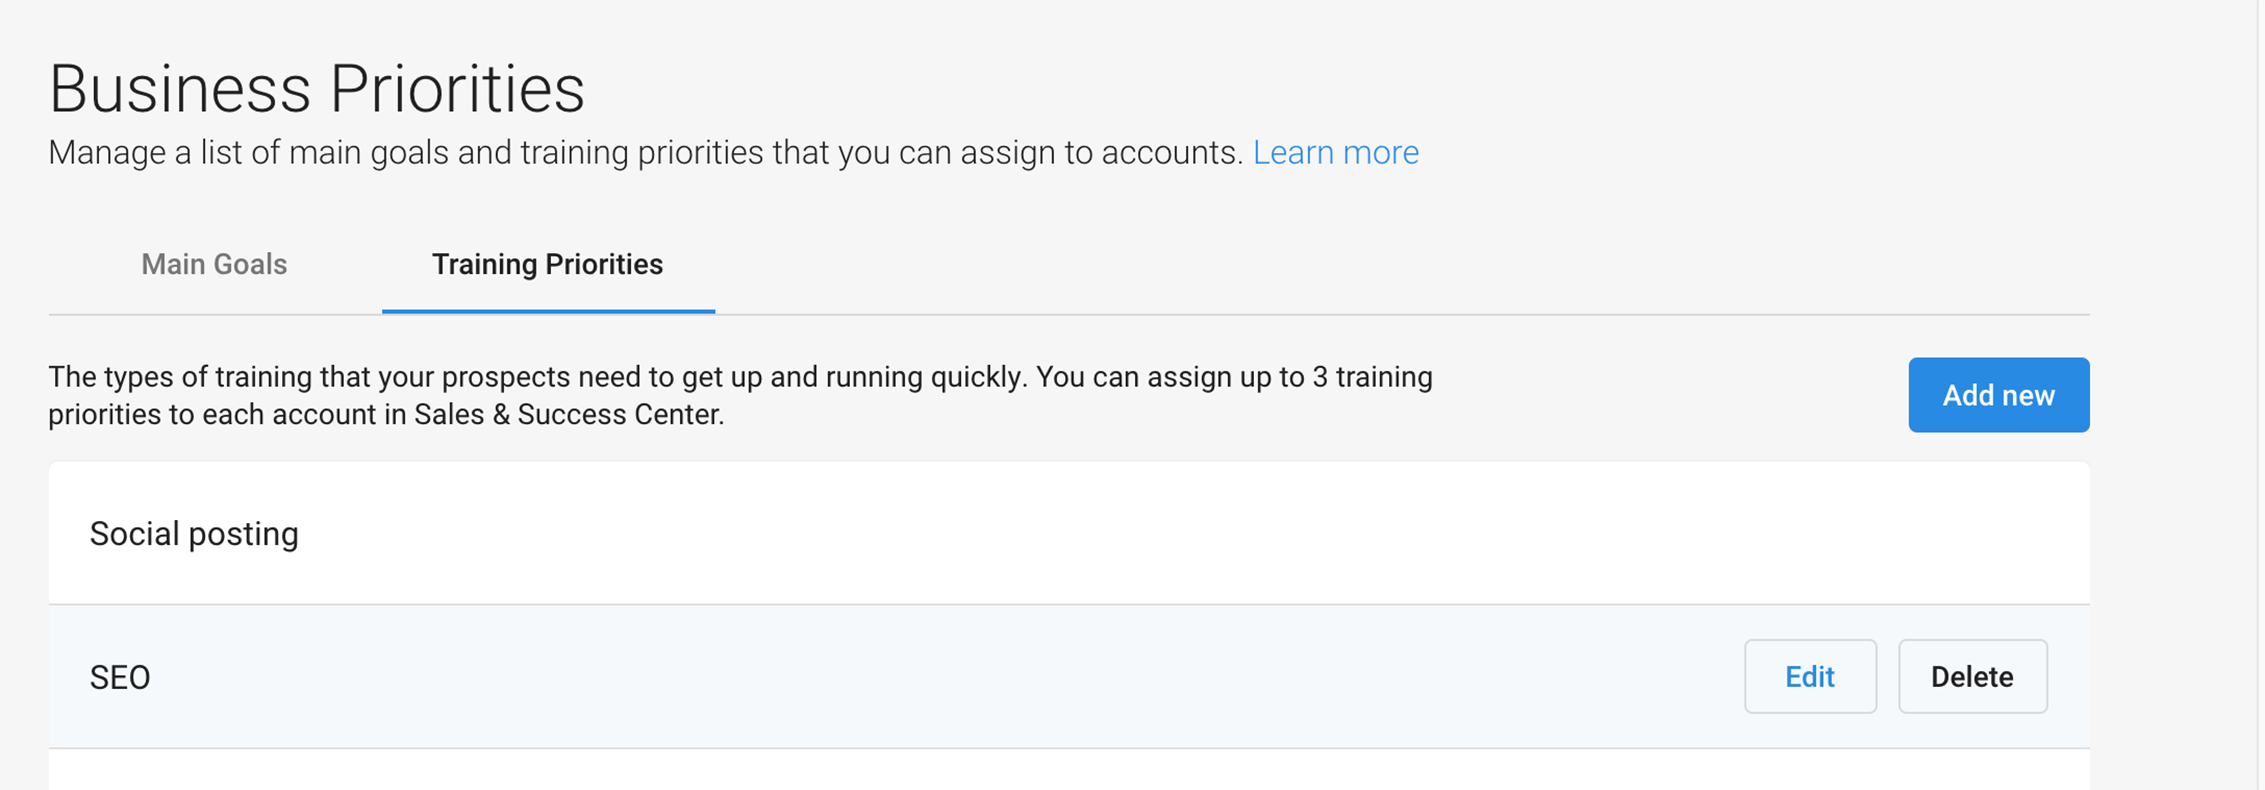 Business Priorities
Manage a list of main goals and training priorities that you can assign to accounts. Learn more
Main Goals Training Priorities
The types of training that your prospects need to get up and running quickly. You can assign up to 3 training
priorities to each account in Sales & Success Center.
Add new
Social posting
SEO Edit Delete